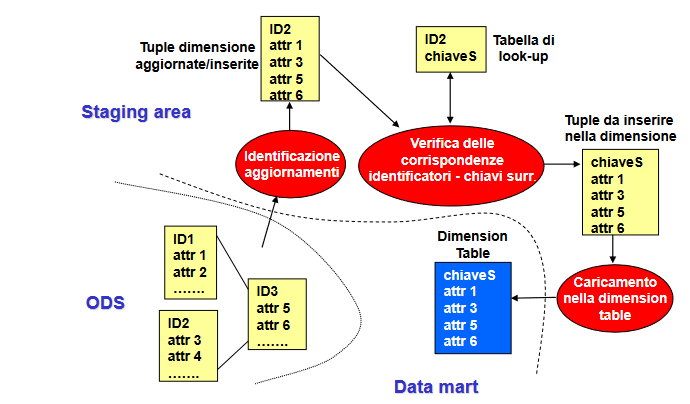 Tuple dimensione
aggiornate/inserite
ID2
attr 1
attr 3
attr 5
attr 6
ID2
chiaveS
Tabella di
look-up
Staging area
Identificazione
aggiornamenti
Verifica delle
corrispondenze
identificatori - chiavi surr.
Tuple da inserire
nella dimensione
chiaveS
attr 1
attr 3
attr 5
attr 6
ODS
ID1
attr 1
attr 2
.......
ID2
attr 3
attr 4
.......
ID3
attr 5
attr 6
.......
Dimension
Table
chiaveS
attr 1
attr 3
attr 5
attr 6
Caricamento
nella dimension
table
Data mart